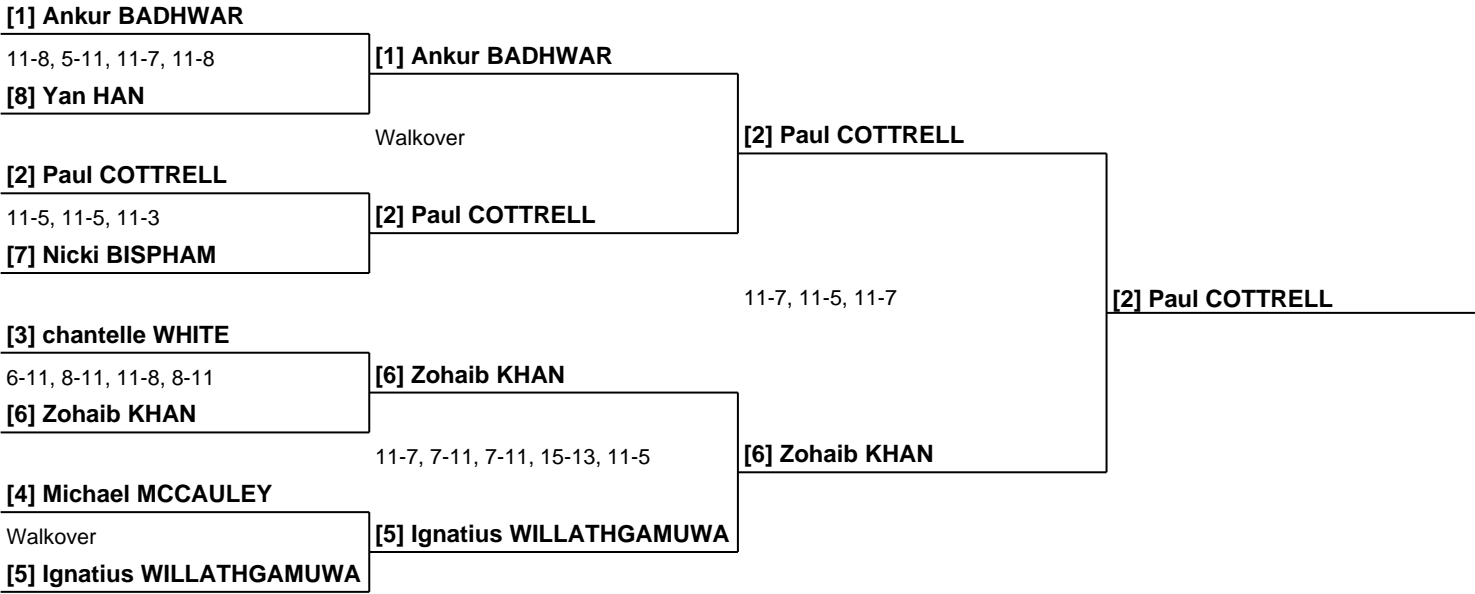 [1] Ankur BADHWAR
11-8, 5-11, 11-7, 11-8
[8] Yan HAN
[1] Ankur BADHWAR
Walkover
[2] Paul COTTRELL
[2] Paul COTTRELL
11-5, 11-5, 11-3
[7] Nicki BISPHAM
[2] Paul COTTRELL
11-7, 11-5, 11-7
[2] Paul COTTRELL
[3] chantelle WHITE
6-11, 8-11, 11-8, 8-11
[6] Zohaib KHAN
[6] Zohaib KHAN
11-7, 7-11, 7-11, 15-13, 11-5
[6] Zohaib KHAN
[4] Michael MCCAULEY
Walkover
[5] Ignatius WILLATHGAMUWA
[5] Ignatius WILLATHGAMUWA